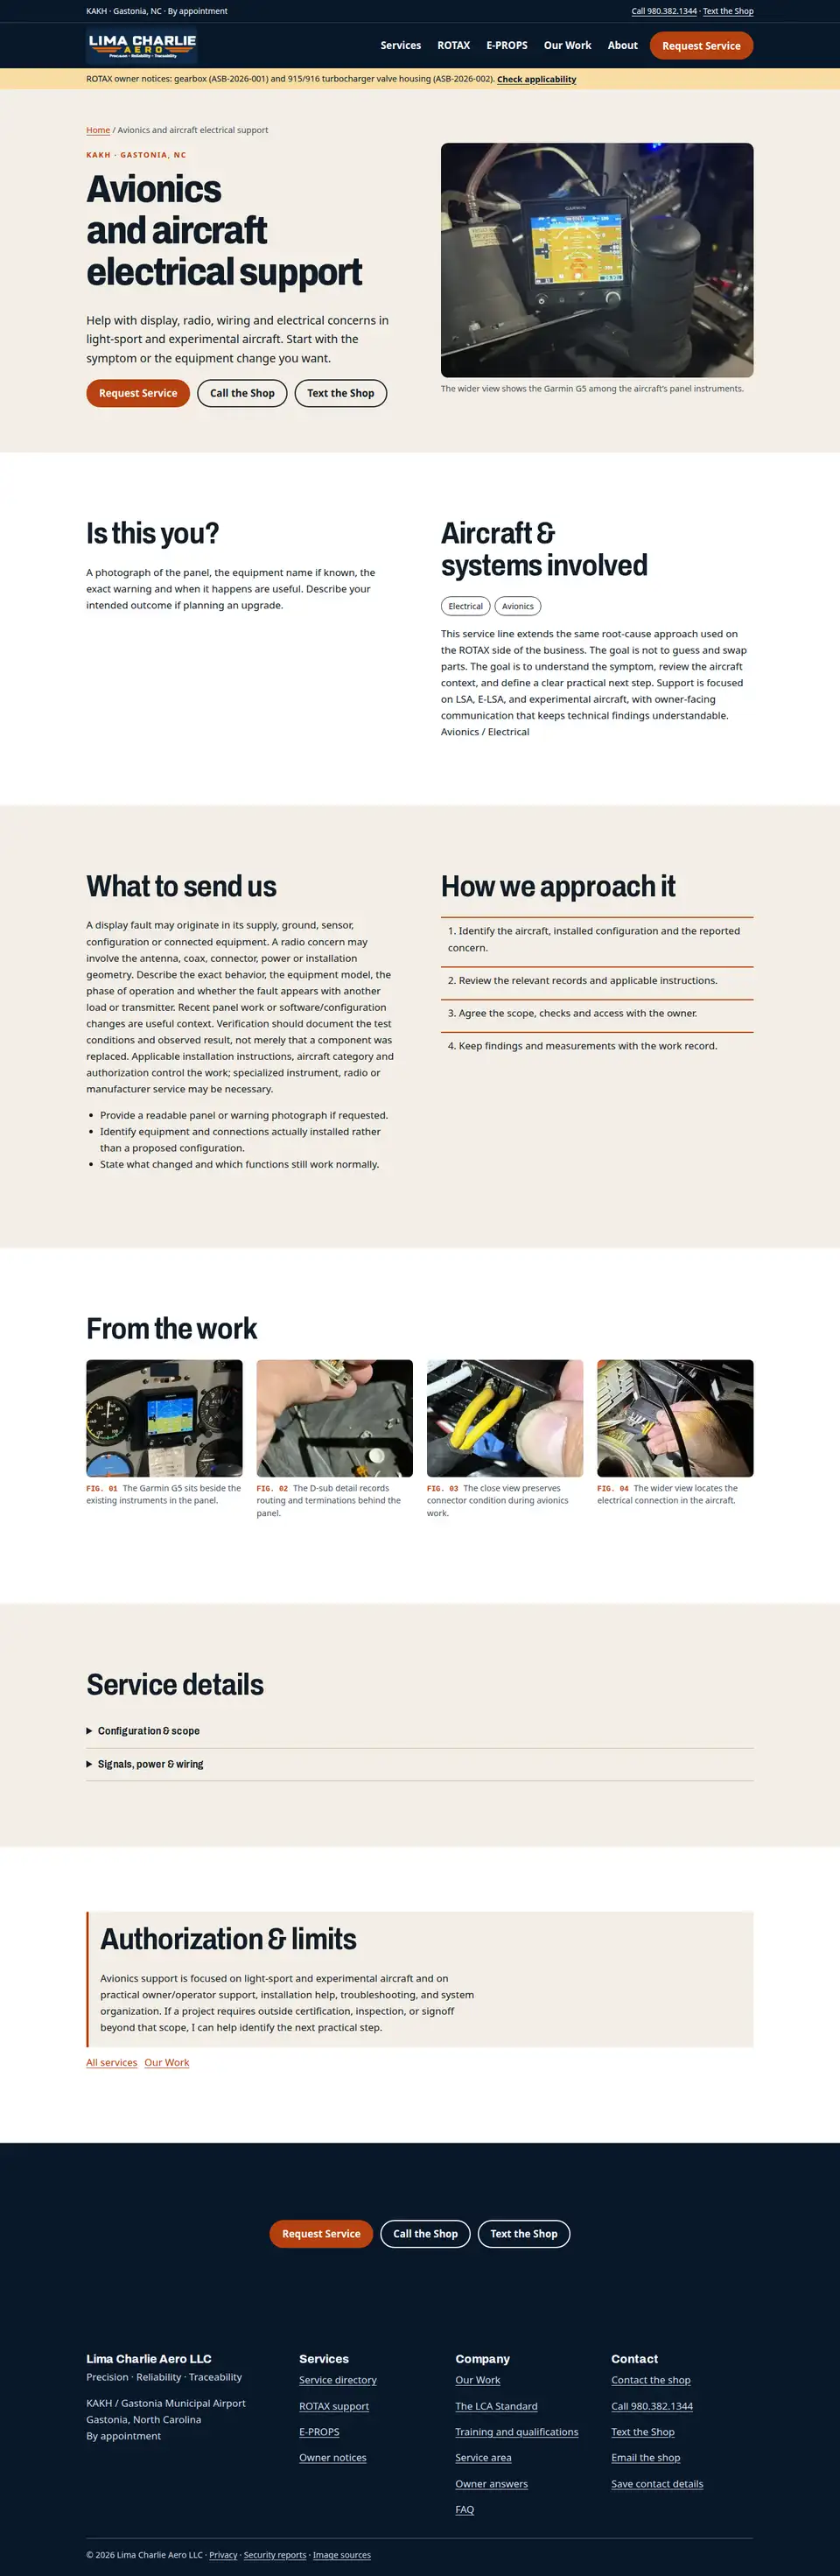 KAKH · Gastonia, NC · By appointment
Call 980.382.1344 · Text the Shop
LIMA CHARLIE
AERO
Precision • Reliability • Traceability
Services ROTAX E-PROPS Our Work About Request Service
ROTAX owner notices: gearbox (ASB-2026-001) and 915/916 turbocharger valve housing (ASB-2026-002). Check applicability
Home / Avionics and aircraft electrical support
KAKH · GASTONIA, NC
Avionics
and aircraft
electrical support
Help with display, radio, wiring and electrical concerns in
light-sport and experimental aircraft. Start with the
symptom or the equipment change you want.
Request Service Call the Shop Text the Shop
GARMIN
The wider view shows the Garmin G5 among the aircraft's panel instruments.
Is this you?
A photograph of the panel, the equipment name if known, the
exact warning and when it happens are useful. Describe your
intended outcome if planning an upgrade.
Aircraft &
systems involved
Electrical Avionics
This service line extends the same root-cause approach used on
the ROTAX side of the business. The goal is not to guess and swap
parts. The goal is to understand the symptom, review the aircraft
context, and define a clear practical next step. Support is focused
on LSA, E-LSA, and experimental aircraft, with owner-facing
communication that keeps technical findings understandable.
Avionics / Electrical
What to send us
A display fault may originate in its supply, ground, sensor,
configuration or connected equipment. A radio concern may
involve the antenna, coax, connector, power or installation
geometry. Describe the exact behavior, the equipment model, the
phase of operation and whether the fault appears with another
load or transmitter. Recent panel work or software/configuration
changes are useful context. Verification should document the test
conditions and observed result, not merely that a component was
replaced. Applicable installation instructions, aircraft category and
authorization control the work; specialized instrument, radio or
manufacturer service may be necessary.
• Provide a readable panel or warning photograph if requested.
• Identify equipment and connections actually installed rather
than a proposed configuration.
• State what changed and which functions still work normally.
How we approach it
1. Identify the aircraft, installed configuration and the reported
concern.
2. Review the relevant records and applicable instructions.
3. Agree the scope, checks and access with the owner.
4. Keep findings and measurements with the work record.
From the work
FIG. 01 The Garmin G5 sits beside the
existing instruments in the panel.
FIG. 02 The D-sub detail records
routing and terminations behind the
panel.
FIG. 03 The close view preserves
connector condition during avionics
work.
FIG. 04 The wider view locates the
electrical connection in the aircraft.
Service details
Configuration & scope
Signals, power & wiring
Authorization & limits
Avionics support is focused on light-sport and experimental aircraft and on
practical owner/operator support, installation help, troubleshooting, and system
organization. If a project requires outside certification, inspection, or signoff
beyond that scope, I can help identify the next practical step.
All services Our Work
Request Service Call the Shop Text the Shop
Lima Charlie Aero LLC
Precision · Reliability · Traceability
KAKH / Gastonia Municipal Airport
Gastonia, North Carolina
By appointment
Services
Service directory
ROTAX support
E-PROPS
Owner notices
Company
Our Work
The LCA Standard
Training and qualifications
Service area
Owner answers
FAQ
Contact
Contact the shop
Call 980.382.1344
Text the Shop
Email the shop
Save contact details
© 2026 Lima Charlie Aero LLC · Privacy · Security reports · Image sources